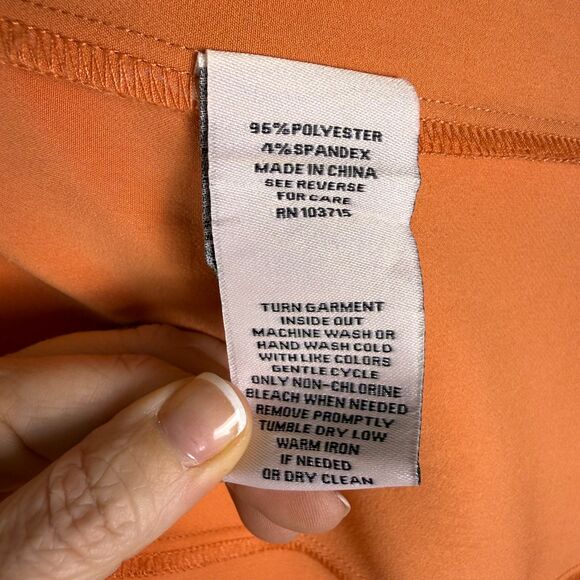 96% POLYESTER
4% SPANDEX
MADE IN CHINA
SEE REVERSE
FOR CARE
RN 103715
TURN GARMENT
INSIDE OUT
MACHINE WASH OR
HAND WASH COLD
WITH LIKE COLORS
GENTLE CYCLE
ONLY NON-CHLORINE
BLEACH WHEN NEEDED
REMOVE PROMPTLY
TUMBLE DRY LOW
WARM IRON
IF NEEDED
OR DRY CLEAN